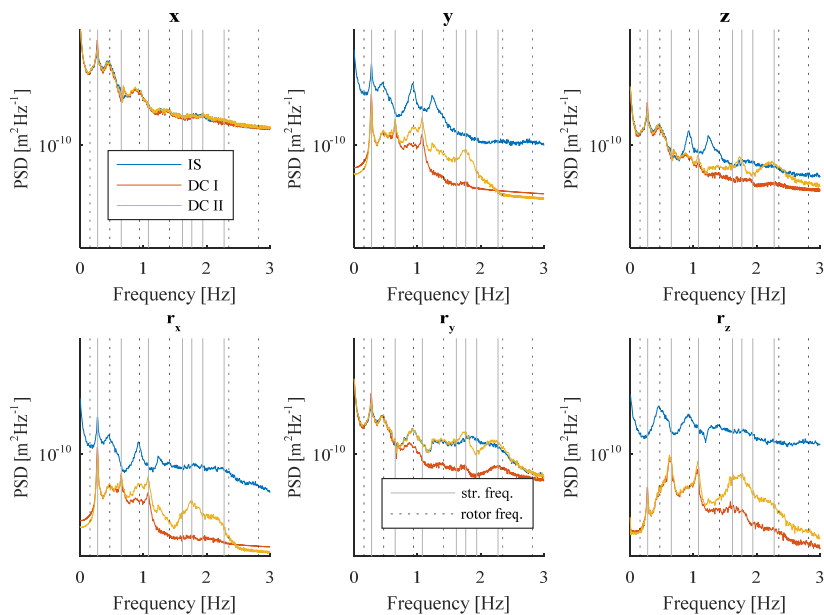 x
y
z
PSD [m²Hz⁻¹]
PSD [m²Hz⁻¹]
PSD [m²Hz⁻¹]
10⁻¹⁰
10⁻¹⁰
10⁻¹⁰
IS
DC I
DC II
0 1 2 3
0 1 2 3
0 1 2 3
Frequency [Hz]
Frequency [Hz]
Frequency [Hz]
rₓ
r_y
r_z
PSD [m²Hz⁻¹]
PSD [m²Hz⁻¹]
PSD [m²Hz⁻¹]
10⁻¹⁰
10⁻¹⁰
10⁻¹⁰
str. freq.
rotor freq.
0 1 2 3
0 1 2 3
0 1 2 3
Frequency [Hz]
Frequency [Hz]
Frequency [Hz]